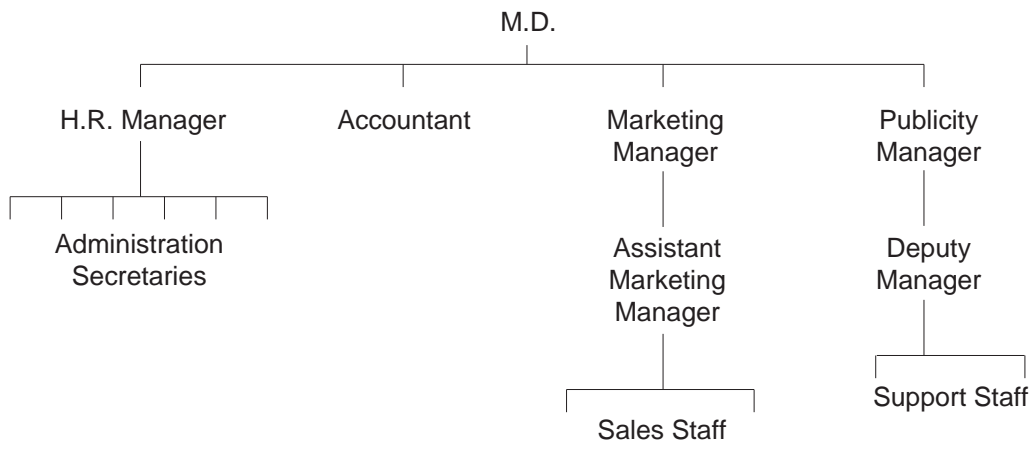 M.D.
H.R. Manager
Accountant
Marketing
Manager
Publicity
Manager
Administration
Secretaries
Assistant
Marketing
Manager
Deputy
Manager
Sales Staff
Support Staff